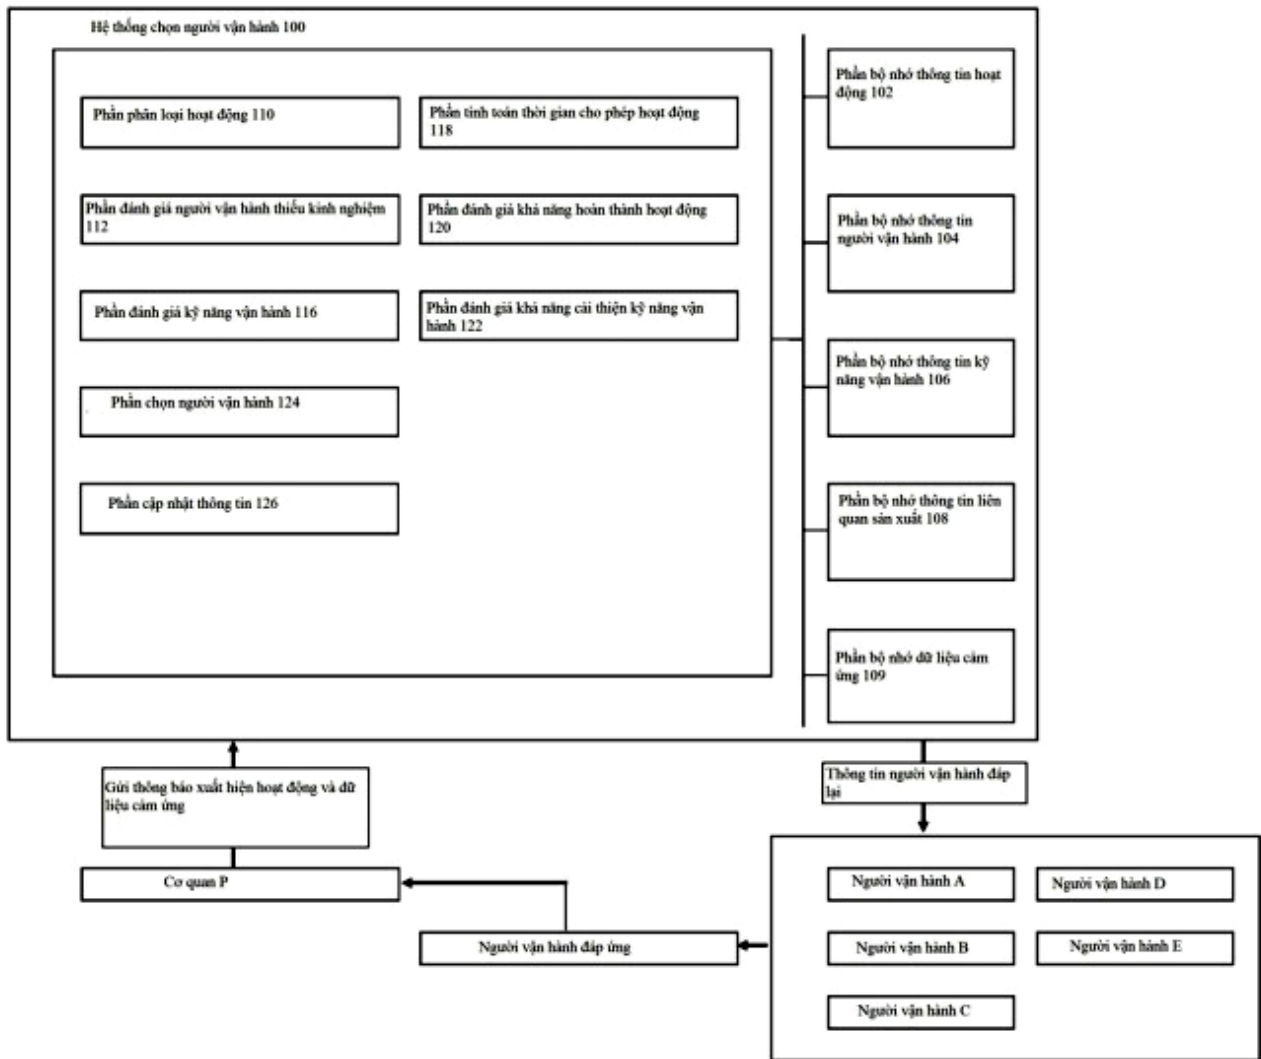 Hệ thống chọn người vận hành 100
Phần phân loại hoạt động 110
Phần tính toán thời gian cho phép hoạt động
118
Phần đánh giá người vận hành thiếu kinh nghiệm
112
Phần đánh giá khả năng hoàn thành hoạt động
120
Phần đánh giá kỹ năng vận hành 116
Phần đánh giá khả năng cải thiện kỹ năng vận
hành 122
Phần chọn người vận hành 124
Phần cập nhật thông tin 126
Phần bộ nhớ thông tin hoạt
động 102
Phần bộ nhớ thông tin
người vận hành 104
Phần bộ nhớ thông tin kỹ
năng vận hành 106
Phần bộ nhớ thông tin liên
quan sản xuất 108
Phần bộ nhớ dữ liệu cảm
ứng 109
Gửi thông báo xuất hiện hoạt động và dữ
liệu cảm ứng
Thông tin người vận hành đáp
lại
Cơ quan P
Người vận hành đáp ứng
Người vận hành A
Người vận hành D
Người vận hành B
Người vận hành E
Người vận hành C